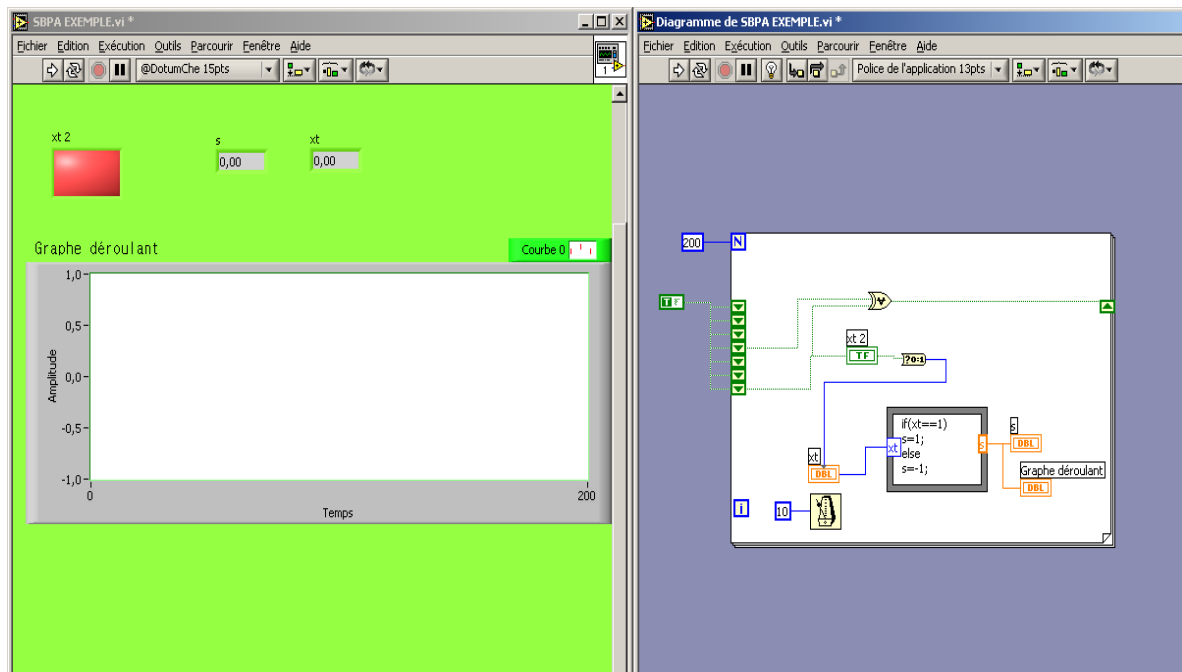 SBPA EXEMPLE.vi *
Fichier Edition Exécution Outils Parcourir Fenêtre Aide
@DotumChe 15pts
1
xt 2
s
xt
0,00
0,00
Graphe déroulant
Courbe 0
1,0
0,5
0,0
-0,5
-1,0
Amplitude
0
200
Temps
Diagramme de SBPA EXEMPLE.vi *
Fichier Edition Exécution Outils Parcourir Fenêtre Aide
Police de l'application 13pts
200
N
T F
xt 2
TF
?0:1
if(xt==1)
s=1;
else
s=-1;
xt
s
s
DBL
xt
DBL
Graphe déroulant
DBL
i
10